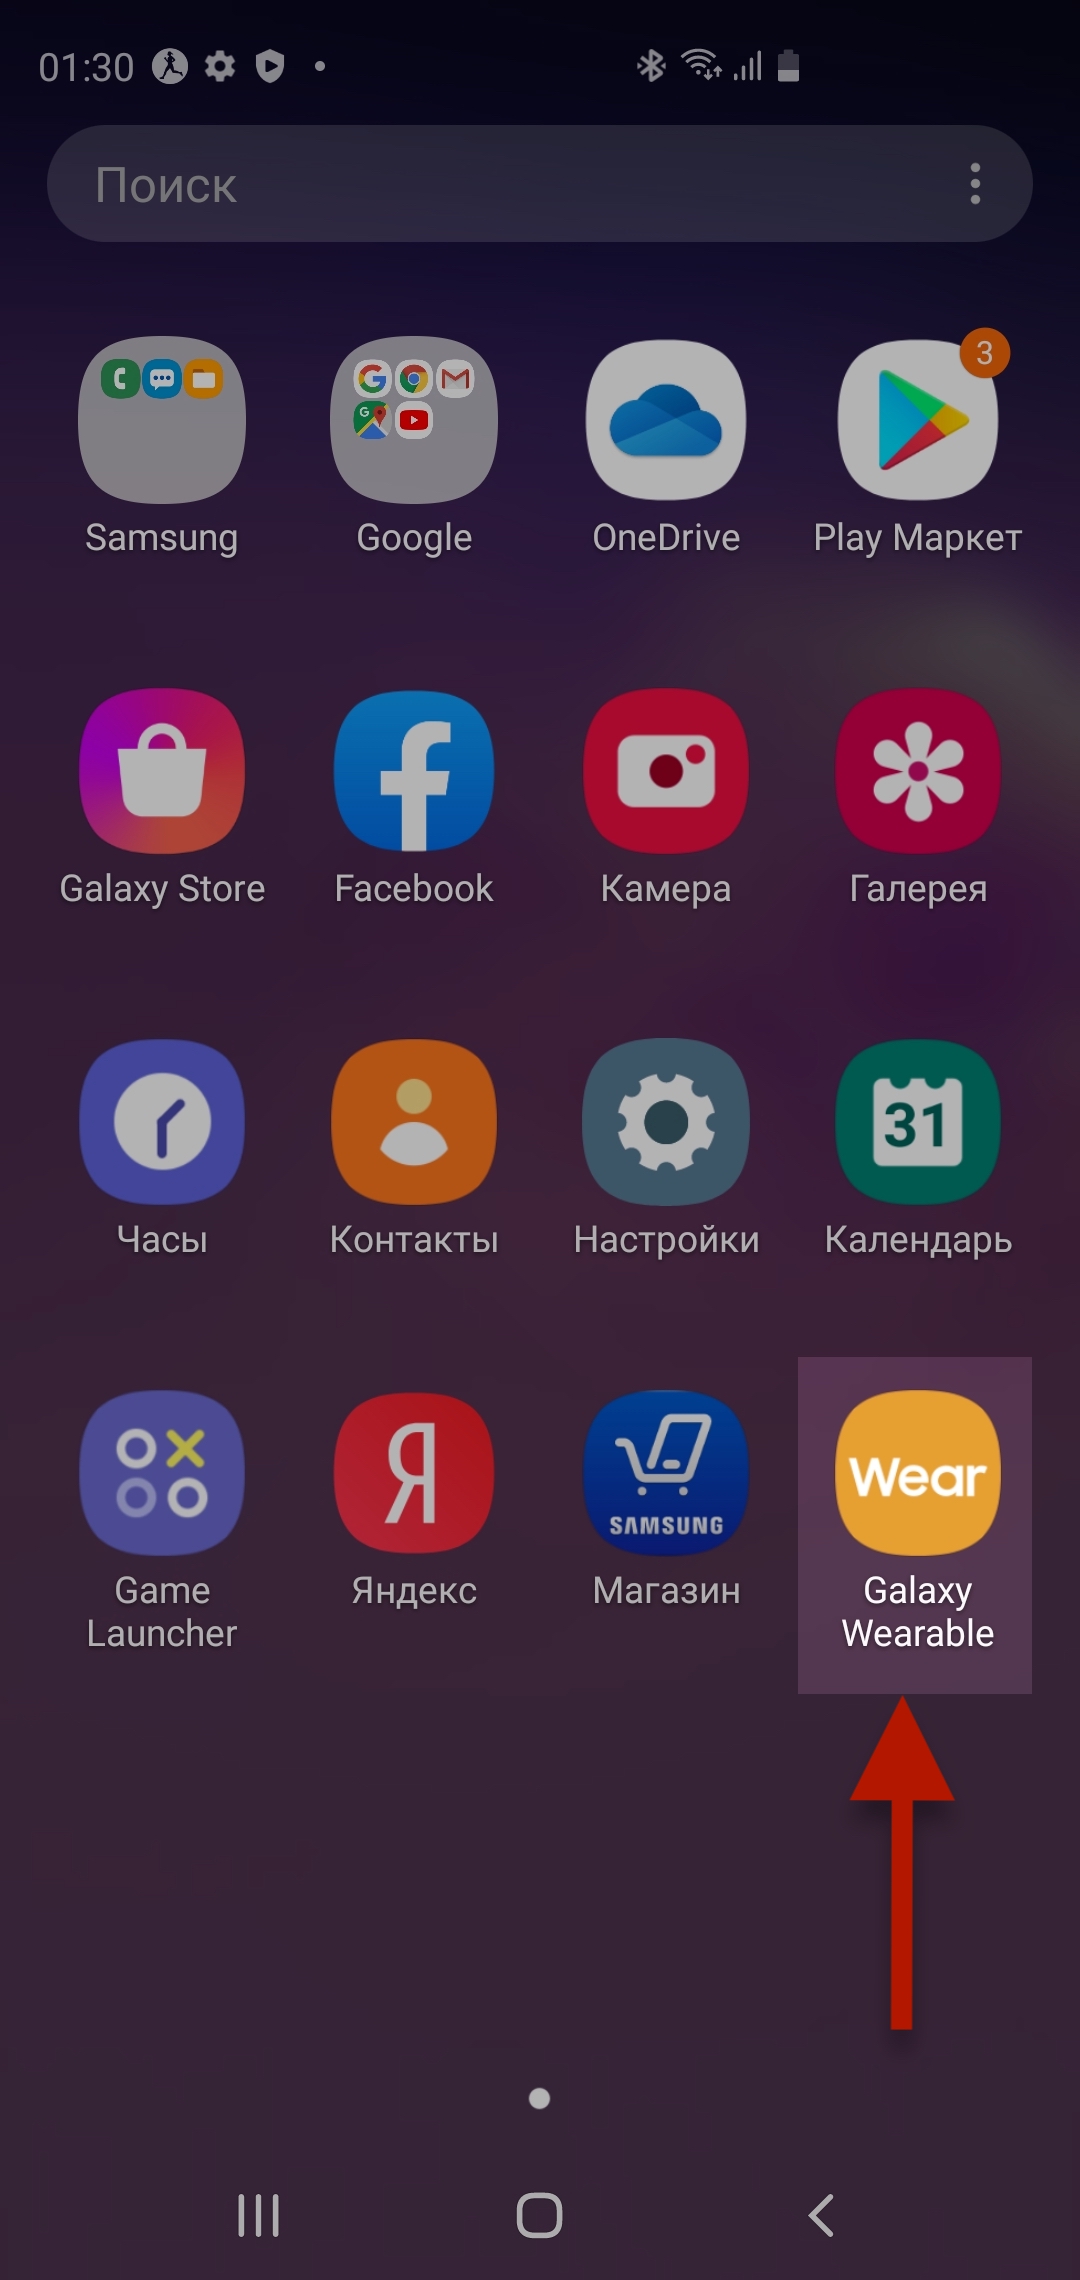 01:30
Поиск
3
Samsung
Google
OneDrive
Play Маркет
Galaxy Store
Facebook
Камера
Галерея
31
Часы
Контакты
Настройки
Календарь
Я
SAMSUNG
Wear
Game
Launcher
Яндекс
Магазин
Galaxy
Wearable